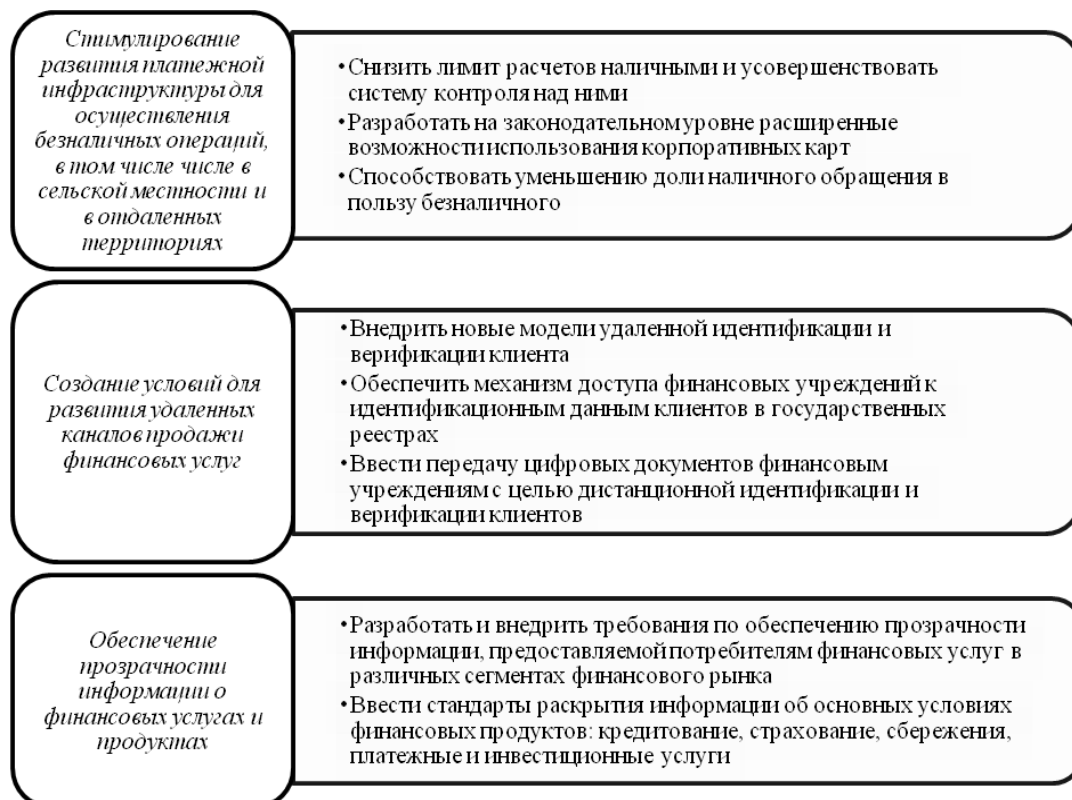 Стимулирование
развития платежной
инфраструктуры для
осуществления
безналичных операций,
в том числе числе в
сельской местности и
в отдаленных
территориях
•Снизить лимит расчетов наличными и усовершенствовать
систему контроля над ними
•Разработать на законодательном уровне расширенные
возможности использования корпоративных карт
•Способствовать уменьшению доли наличного обращения в
пользу безналичного
Создание условий для
развития удаленных
каналов продажи
финансовых услуг
•Внедрить новые модели удаленной идентификации и
верификации клиента
•Обеспечить механизм доступа финансовых учреждений к
идентификационным данным клиентов в государственных
реестрах
•Ввести передачу цифровых документов финансовым
учреждениям с целью дистанционной идентификации и
верификации клиентов
Обеспечение
прозрачности
информации о
финансовых услугах и
продуктах
•Разработать и внедрить требования по обеспечению прозрачности
информации, предоставляемой потребителям финансовых услуг в
различных сегментах финансового рынка
•Ввести стандарты раскрытия информации об основных условиях
финансовых продуктов: кредитование, страхование, сбережения,
платежные и инвестиционные услуги